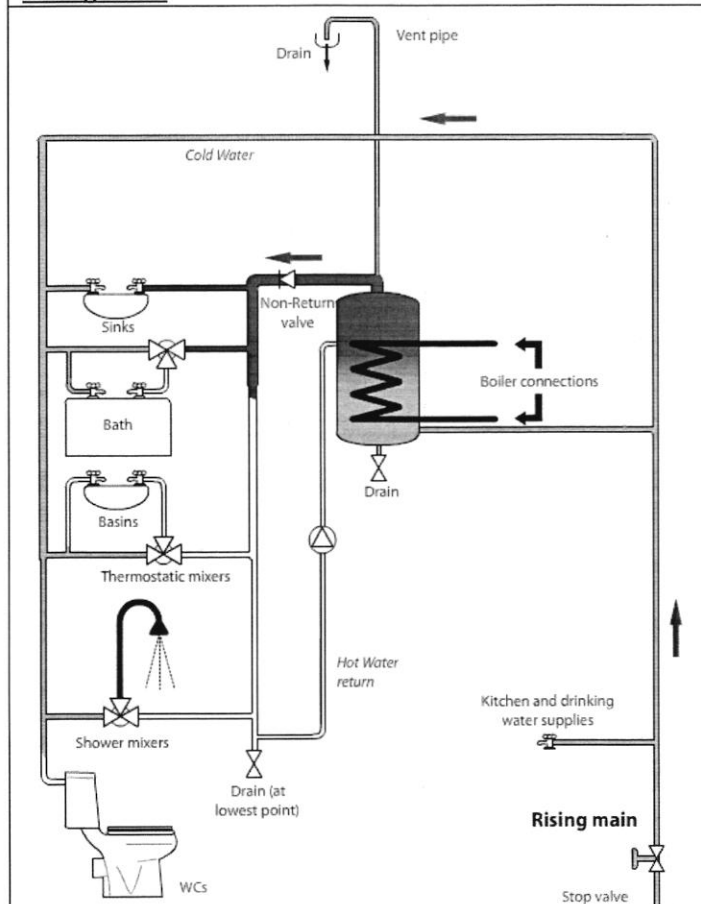 Vent pipe
Drain
Cold Water
Non-Return
valve
Sinks
Boiler connections
Bath
Drain
Basins
Thermostatic mixers
Hot Water
return
Kitchen and drinking
water supplies
Shower mixers
Drain (at
lowest point)
Rising main
WCs
Stop valve